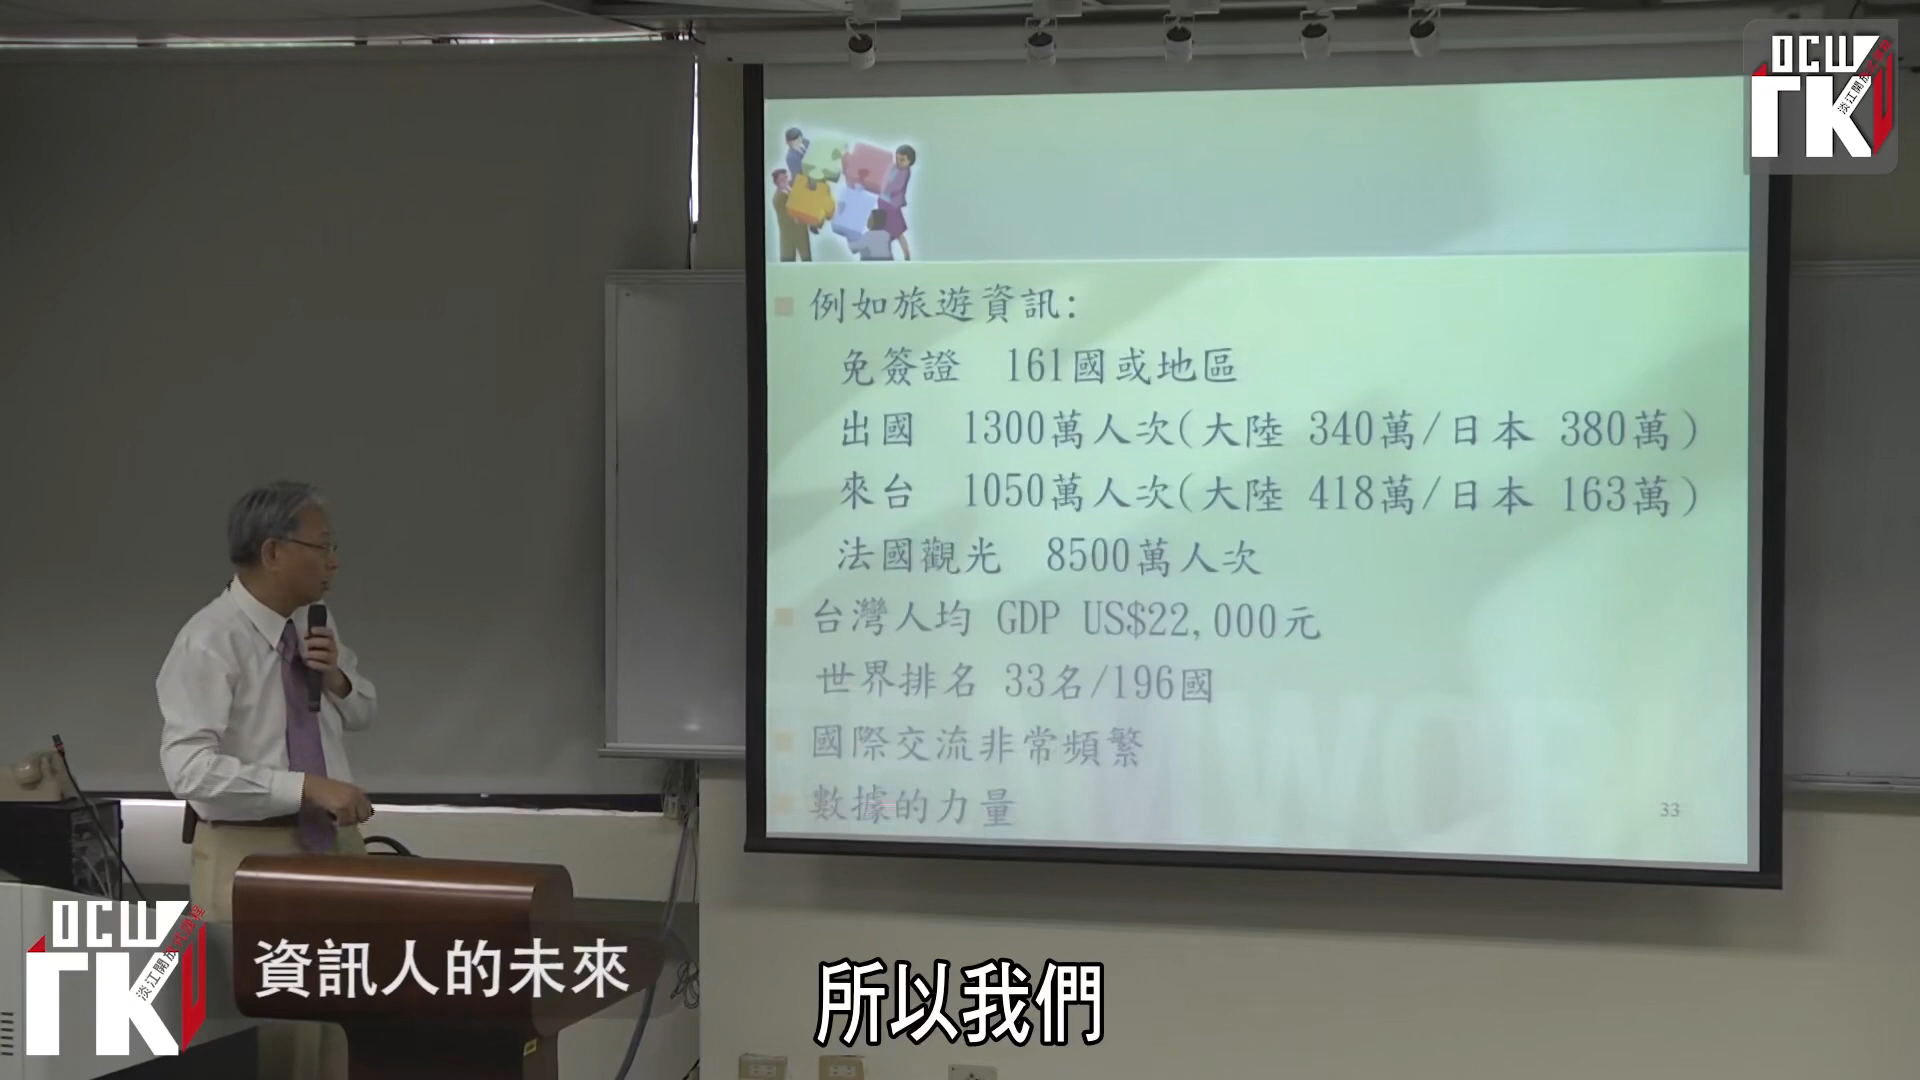 OCW
TKU
淡江開放式課程
例如旅遊資訊:
免簽證 161國或地區
出國 1300萬人次(大陸 340萬/日本 380萬)
來台 1050萬人次(大陸 418萬/日本 163萬)
法國觀光 8500萬人次
台灣人均 GDP US$22,000元
世界排名 33名/196國
國際交流非常頻繁
數據的力量
33
OCW
TKU
淡江開放式課程
資訊人的未來
所以我們